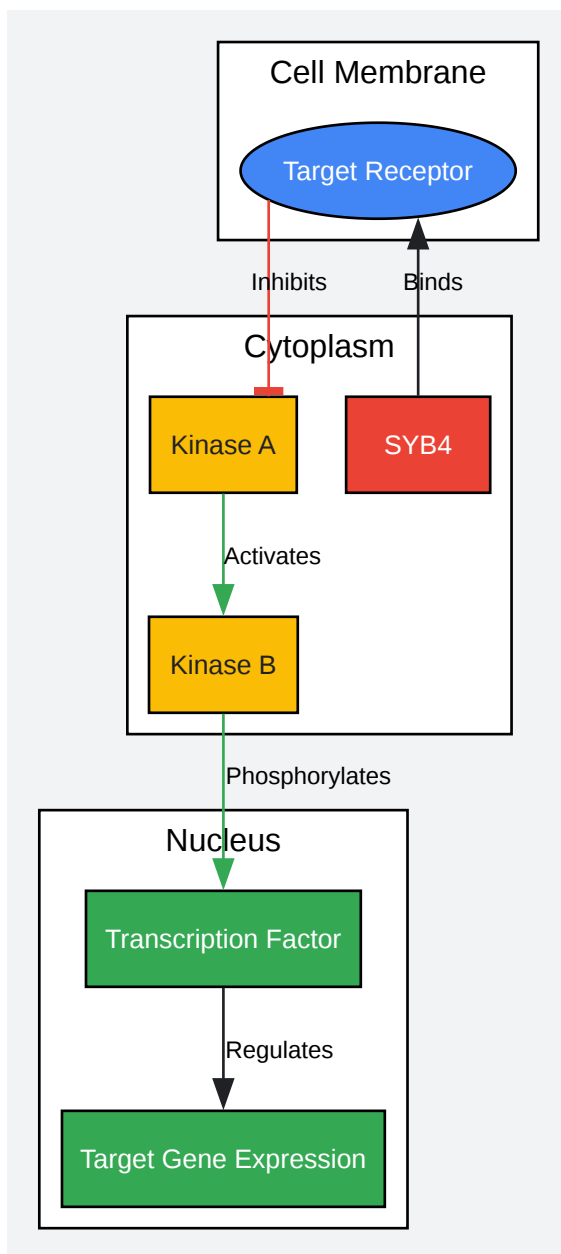 Cell Membrane
Target Receptor
Inhibits
Binds
Cytoplasm
Kinase A
SYB4
Activates
Kinase B
Phosphorylates
Nucleus
Transcription Factor
Regulates
Target Gene Expression